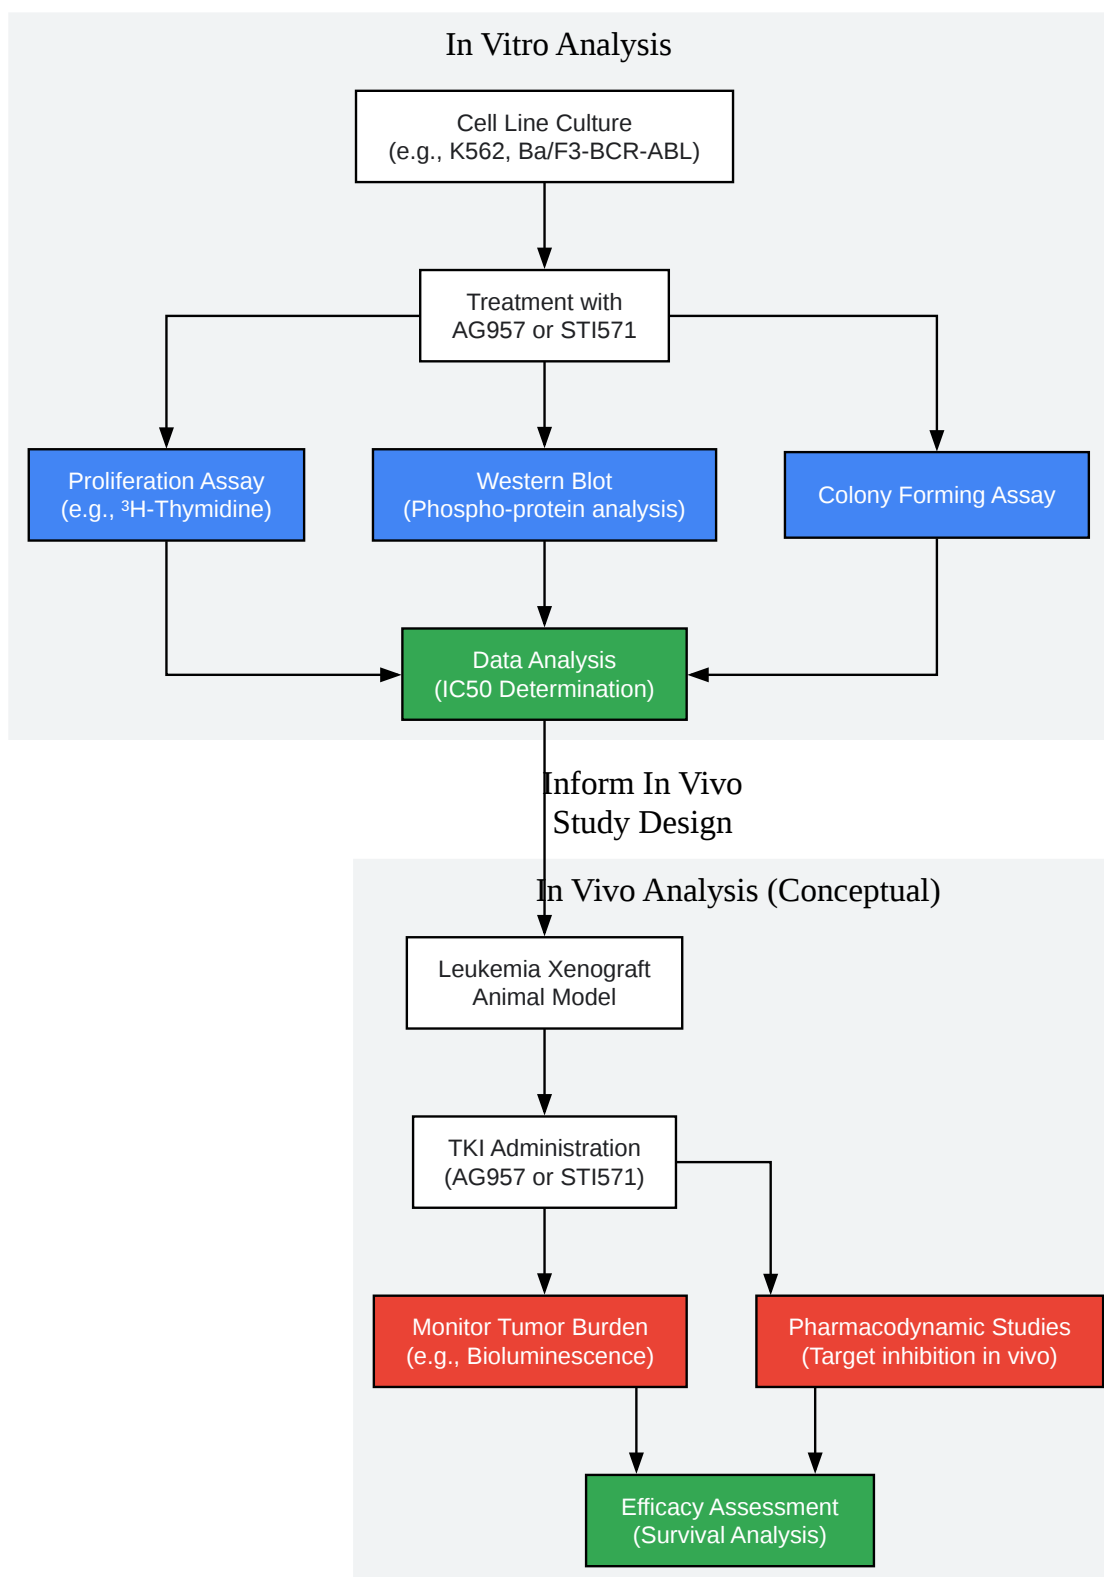 In Vitro Analysis
Cell Line Culture
(e.g., K562, Ba/F3-BCR-ABL)
Treatment with
AG957 or STI571
Proliferation Assay
(e.g., ³H-Thymidine)
Western Blot
(Phospho-protein analysis)
Colony Forming Assay
Data Analysis
(IC50 Determination)
Inform In Vivo
Study Design
In Vivo Analysis (Conceptual)
Leukemia Xenograft
Animal Model
TKI Administration
(AG957 or STI571)
Monitor Tumor Burden
(e.g., Bioluminescence)
Pharmacodynamic Studies
(Target inhibition in vivo)
Efficacy Assessment
(Survival Analysis)